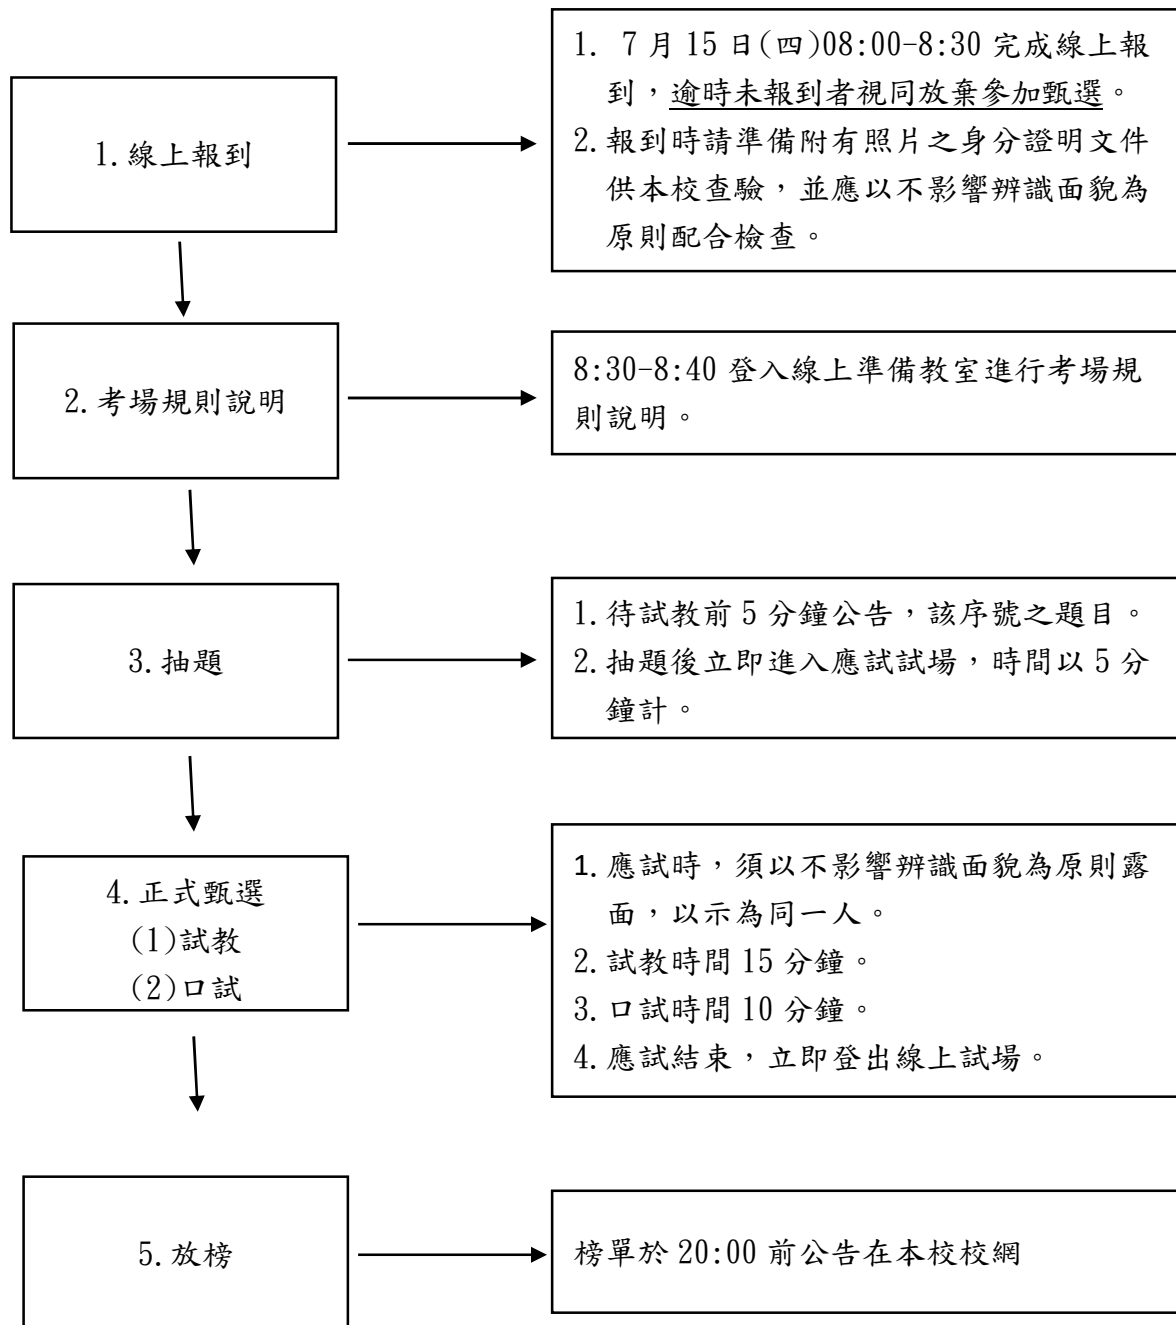 1.線上報到
1. 7月15日(四)08:00-8:30 完成線上報
到，逾時未報到者視同放棄參加甄選。
2.報到時請準備附有照片之身分證明文件
供本校查驗，並應以不影響辨識面貌為
原則配合檢查。
2.考場規則說明
8:30-8:40 登入線上準備教室進行考場規
則說明。
3.抽題
1.待試教前5分鐘公告，該序號之題目。
2.抽題後立即進入應試試場，時間以5分
鐘計。
4.正式甄選
(1)試教
(2)口試
1.應試時，須以不影響辨識面貌為原則露
面，以示為同一人。
2.試教時間15分鐘。
3.口試時間10分鐘。
4.應試結束，立即登出線上試場。
5.放榜
榜單於20:00前公告在本校校網